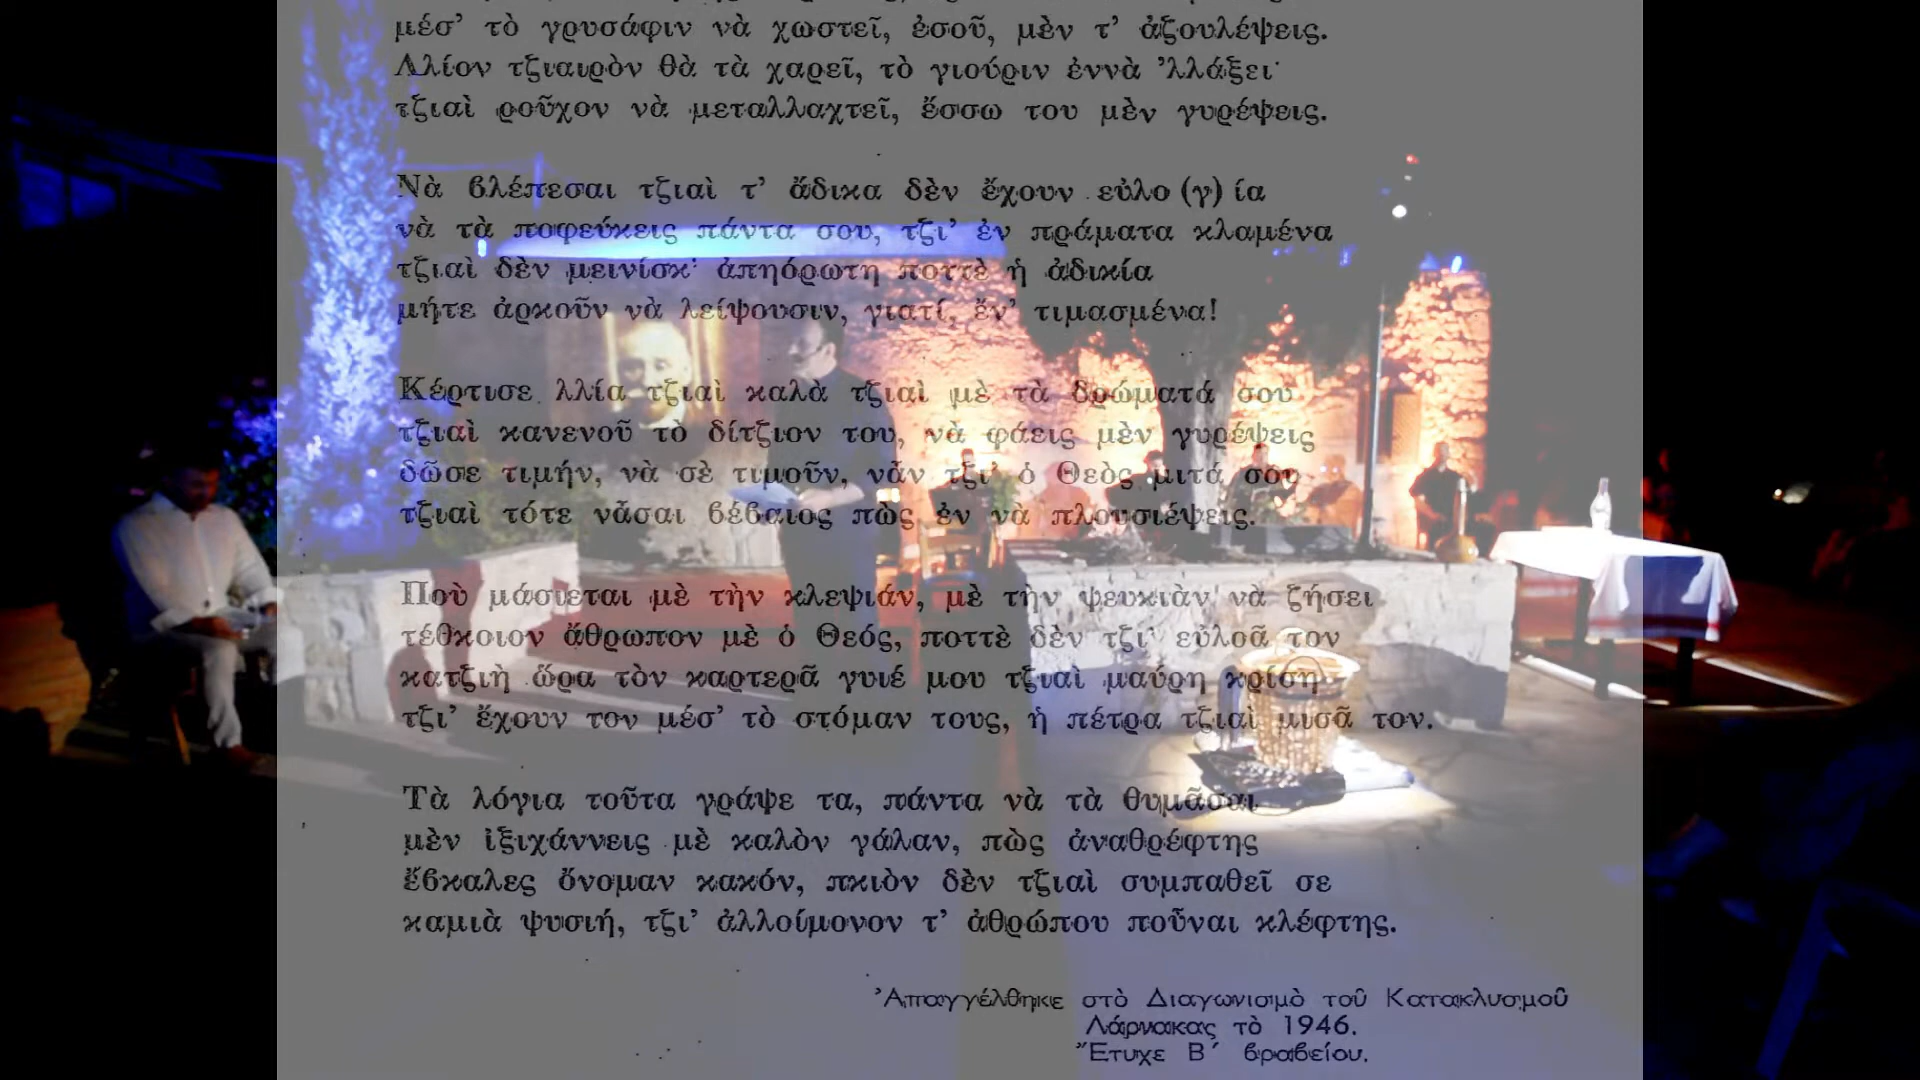 μέσ’ τὸ γρυσάφιν νὰ χωστεῖ, ἐσοῦ, μὲν τ’ ἀζουλέψεις.
Λλίον τζιαιρὸν θὰ τὰ χαρεῖ, τὸ γιούριν ἐννὰ ’λλάξει·
τζιαὶ ροῦχον νὰ μεταλλαχτεῖ, ἔσσω του μὲν γυρέψεις.
Νὰ βλέπεσαι τζιαὶ τ’ ἄδικα δὲν ἔχουν εὐλο (γ) ία
νὰ τὰ ποφεύκεις πάντα σου, τζι’ ἐν πράματα κλαμένα
τζιαὶ δὲν μεινίσκ’ ἀπηόρωτη ποττὲ ἡ ἀδικία
μήτε ἀρκοῦν νὰ λείψουσιν, γιατί, ἔν’ τιμασμένα!
Κέρτισε λλία τζιαὶ καλὰ τζιαὶ μὲ τὰ δρώματά σου
τζιαὶ κανενοῦ τὸ δίτζιον του, νὰ φάεις μὲν γυρέψεις
δῶσε τιμήν, νὰ σὲ τιμοῦν, νἆν τζι’ ὁ Θεὸς μιτά σου
τζιαὶ τότε νἆσαι βέβαιος πὼς ἐν νὰ πλουσιέψεις.
Ποὺ μάσιεται μὲ τὴν κλεψιάν, μὲ τὴν ψευκιὰν νὰ ζήσει
τέθκοιον ἄθρωπον μὲ ὁ Θεός, ποττὲ δὲν τζι’ εὐλοᾶ τον
κατζιὴ ὥρα τὸν καρτερᾶ γυιέ μου τζιαὶ μαύρη κρίση
τζι’ ἔχουν τον μέσ’ τὸ στόμαν τους, ἡ πέτρα τζιαὶ μισᾶ τον.
Τὰ λόγια τοῦτα γράψε τα, πάντα νὰ τὰ θυμᾶσαι
μὲν ἰξιχάννεις μὲ καλὸν γάλαν, πὼς ἀναθρέφτης
ἔβκαλες ὄνομαν κακόν, πκιὸν δὲν τζιαὶ συμπαθεῖ σε
καμιὰ ψυσιή, τζι’ ἀλλοίμονον τ’ ἀθρώπου ποὖναι κλέφτης.
Ἀπαγγέλθηκε στὸ Διαγωνισμὸ τοῦ Κατακλυσμοῦ
Λάρνακας τὸ 1946.
Ἔτυχε Β΄ βραβείου.